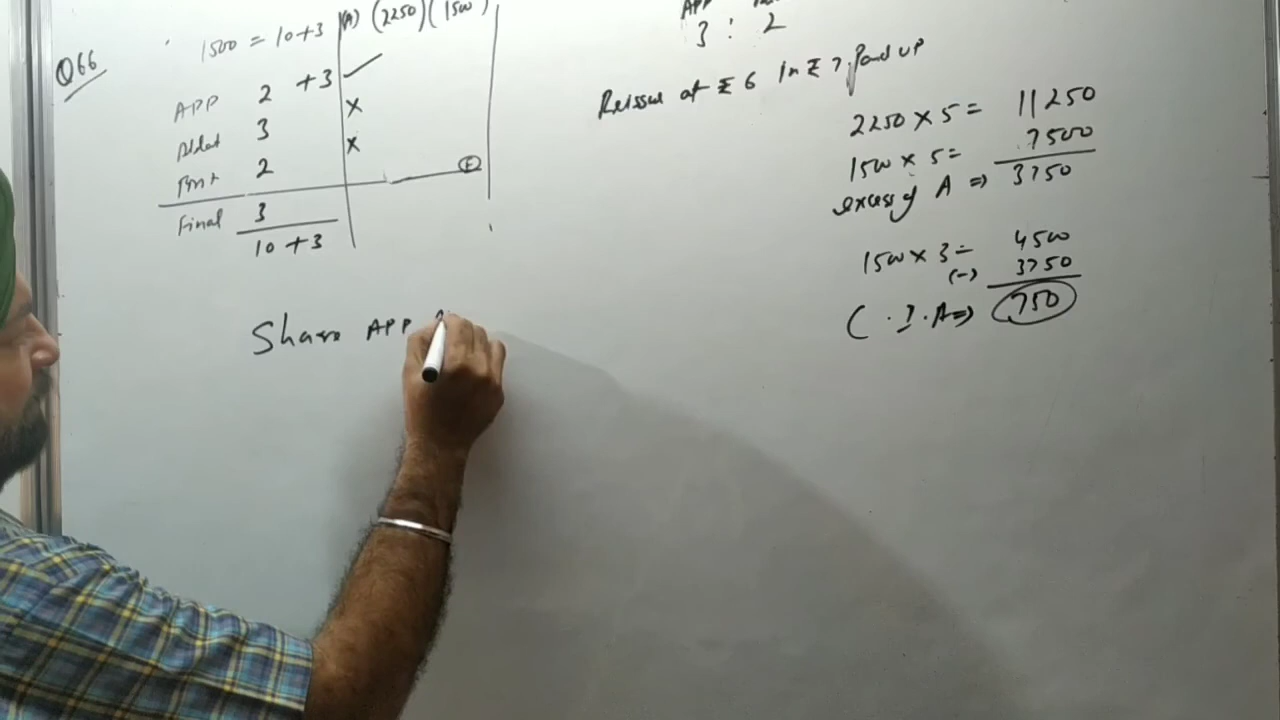 Q66
1500 = 10+3 (A) (2250) (1500)
APP 2 +3 ✓
Allot 3 ×
2 ×
Final 3
10 + 3
Share APP
APP
3 : 2
Reissue at ₹ 6 in ₹ 7 Paid up
2250 × 5 = 11250
1500 × 5 = 7500
excess of A ⇒ 3750
1500 × 3 = 4500
(-) 3750
( . I . A ⇒ 750